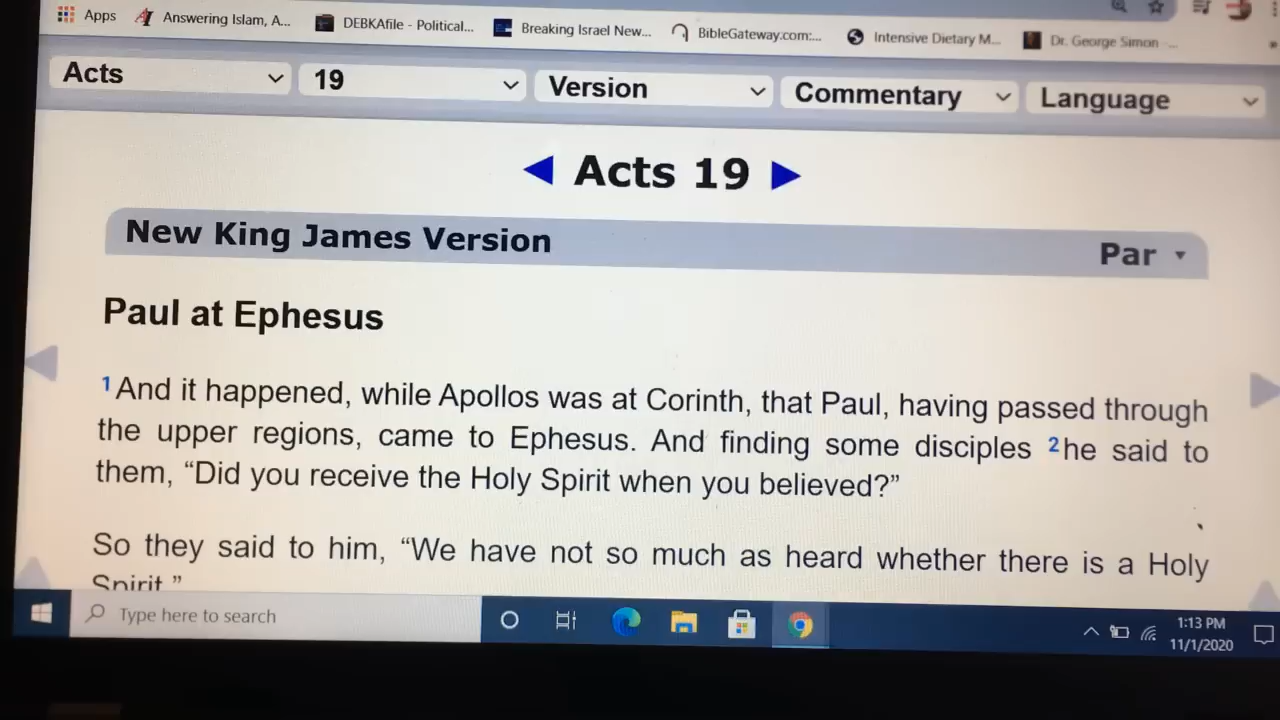 Apps Answering Islam, A... DEBKAfile - Political... Breaking Israel New... BibleGateway.com:... Intensive Dietary M... Dr. George Simon -...
Acts 19 Version Commentary Language
Acts 19
New King James Version Par
Paul at Ephesus
1 And it happened, while Apollos was at Corinth, that Paul, having passed through
the upper regions, came to Ephesus. And finding some disciples 2 he said to
them, “Did you receive the Holy Spirit when you believed?”
So they said to him, “We have not so much as heard whether there is a Holy
Spirit.”
Type here to search
1:13 PM
11/1/2020